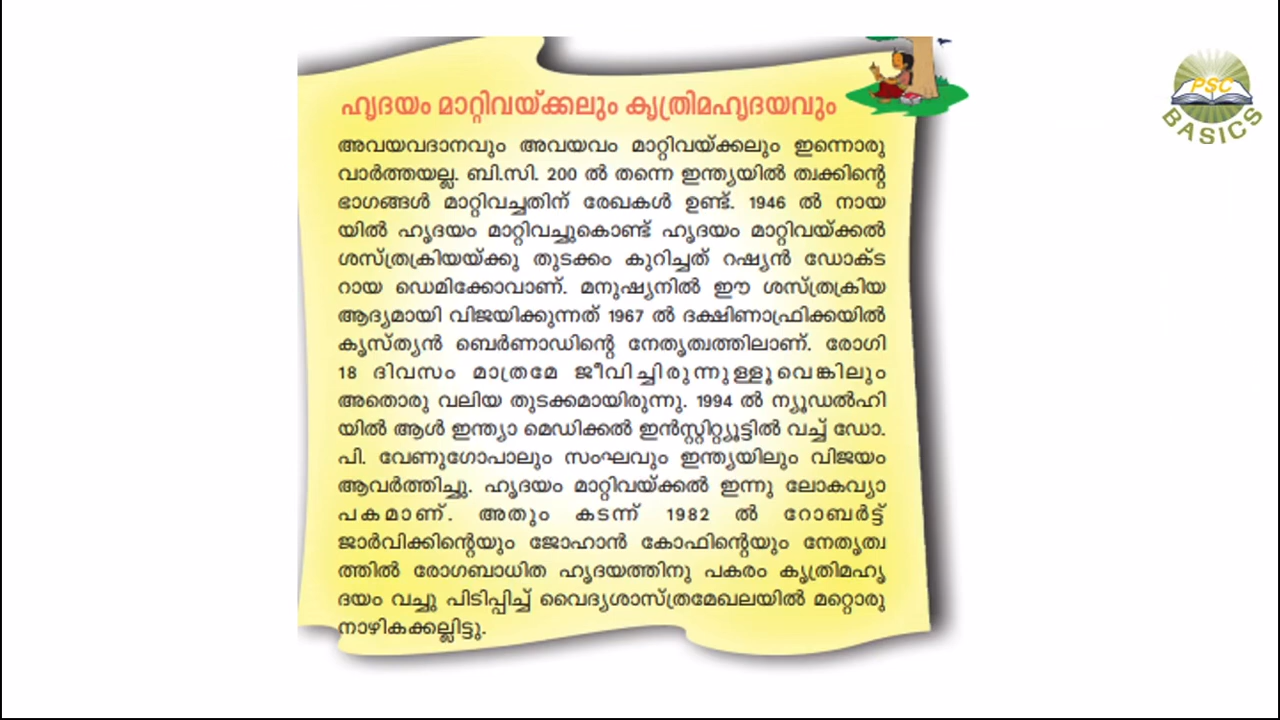 ഹൃദയം മാറ്റിവയ്ക്കലും കൃത്രിമഹൃദയവും
അവയവദാനവും അവയവം മാറ്റിവയ്ക്കലും ഇന്നൊരു
വാർത്തയല്ല. ബി.സി. 200 ൽ തന്നെ ഇന്ത്യയിൽ ത്വക്കിന്റെ
ഭാഗങ്ങൾ മാറ്റിവച്ചതിന് രേഖകൾ ഉണ്ട്. 1946 ൽ നായ
യിൽ ഹൃദയം മാറ്റിവച്ചുകൊണ്ട് ഹൃദയം മാറ്റിവയ്ക്കൽ
ശസ്ത്രക്രിയയ്ക്കു തുടക്കം കുറിച്ചത് റഷ്യൻ ഡോക്ട
റായ ഡെമിക്കോവാണ്. മനുഷ്യനിൽ ഈ ശസ്ത്രക്രിയ
ആദ്യമായി വിജയിക്കുന്നത് 1967 ൽ ദക്ഷിണാഫ്രിക്കയിൽ
കൃസ്ത്യൻ ബെർണാഡിന്റെ നേതൃത്വത്തിലാണ്. രോഗി
18 ദിവസം മാത്രമേ ജീവിച്ചിരുന്നുള്ളൂവെങ്കിലും
അതൊരു വലിയ തുടക്കമായിരുന്നു. 1994 ൽ ന്യൂഡൽഹി
യിൽ ആൾ ഇന്ത്യാ മെഡിക്കൽ ഇൻസ്റ്റിറ്റ്യൂട്ടിൽ വച്ച് ഡോ.
പി. വേണുഗോപാലും സംഘവും ഇന്ത്യയിലും വിജയം
ആവർത്തിച്ചു. ഹൃദയം മാറ്റിവയ്ക്കൽ ഇന്നു ലോകവ്യാ
പകമാണ്. അതും കടന്ന് 1982 ൽ റോബർട്ട്
ജാർവിക്കിന്റെയും ജോഹാൻ കോഫിന്റെയും നേതൃത്വ
ത്തിൽ രോഗബാധിത ഹൃദയത്തിനു പകരം കൃത്രിമഹൃ
ദയം വച്ചു പിടിപ്പിച്ച് വൈദ്യശാസ്ത്രമേഖലയിൽ മറ്റൊരു
നാഴികക്കല്ലിട്ടു.
PSC
BASICS